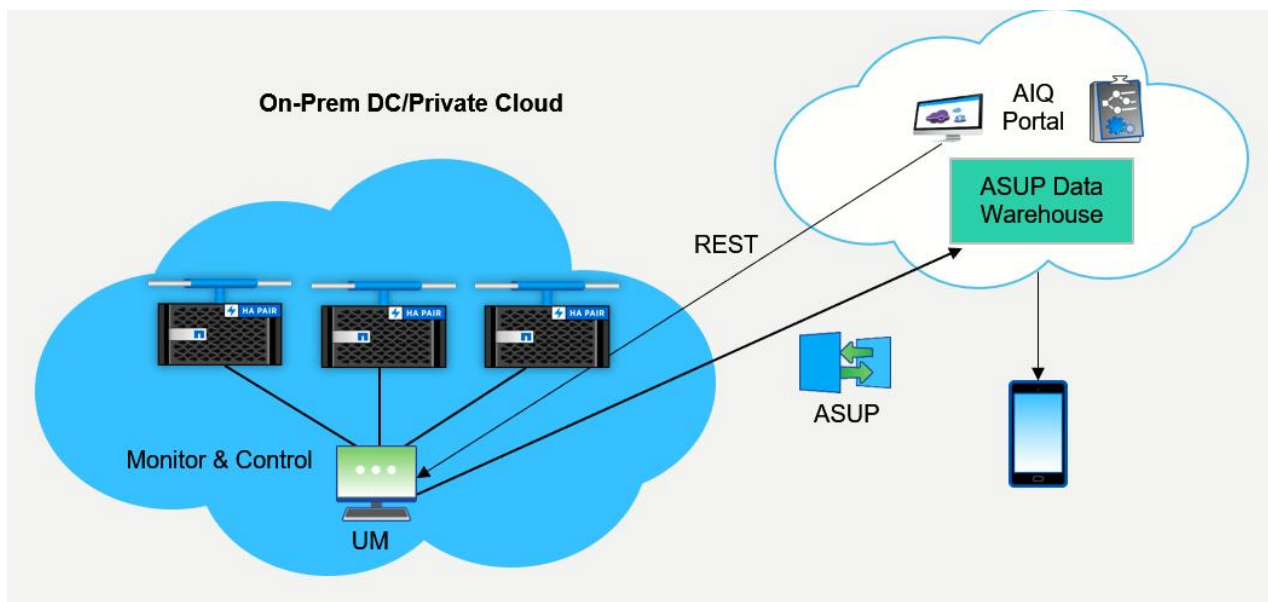 On-Prem DC/Private Cloud
AIQ
Portal
ASUP Data
Warehouse
REST
HA PAIR
HA PAIR
HA PAIR
ASUP
Monitor & Control
UM